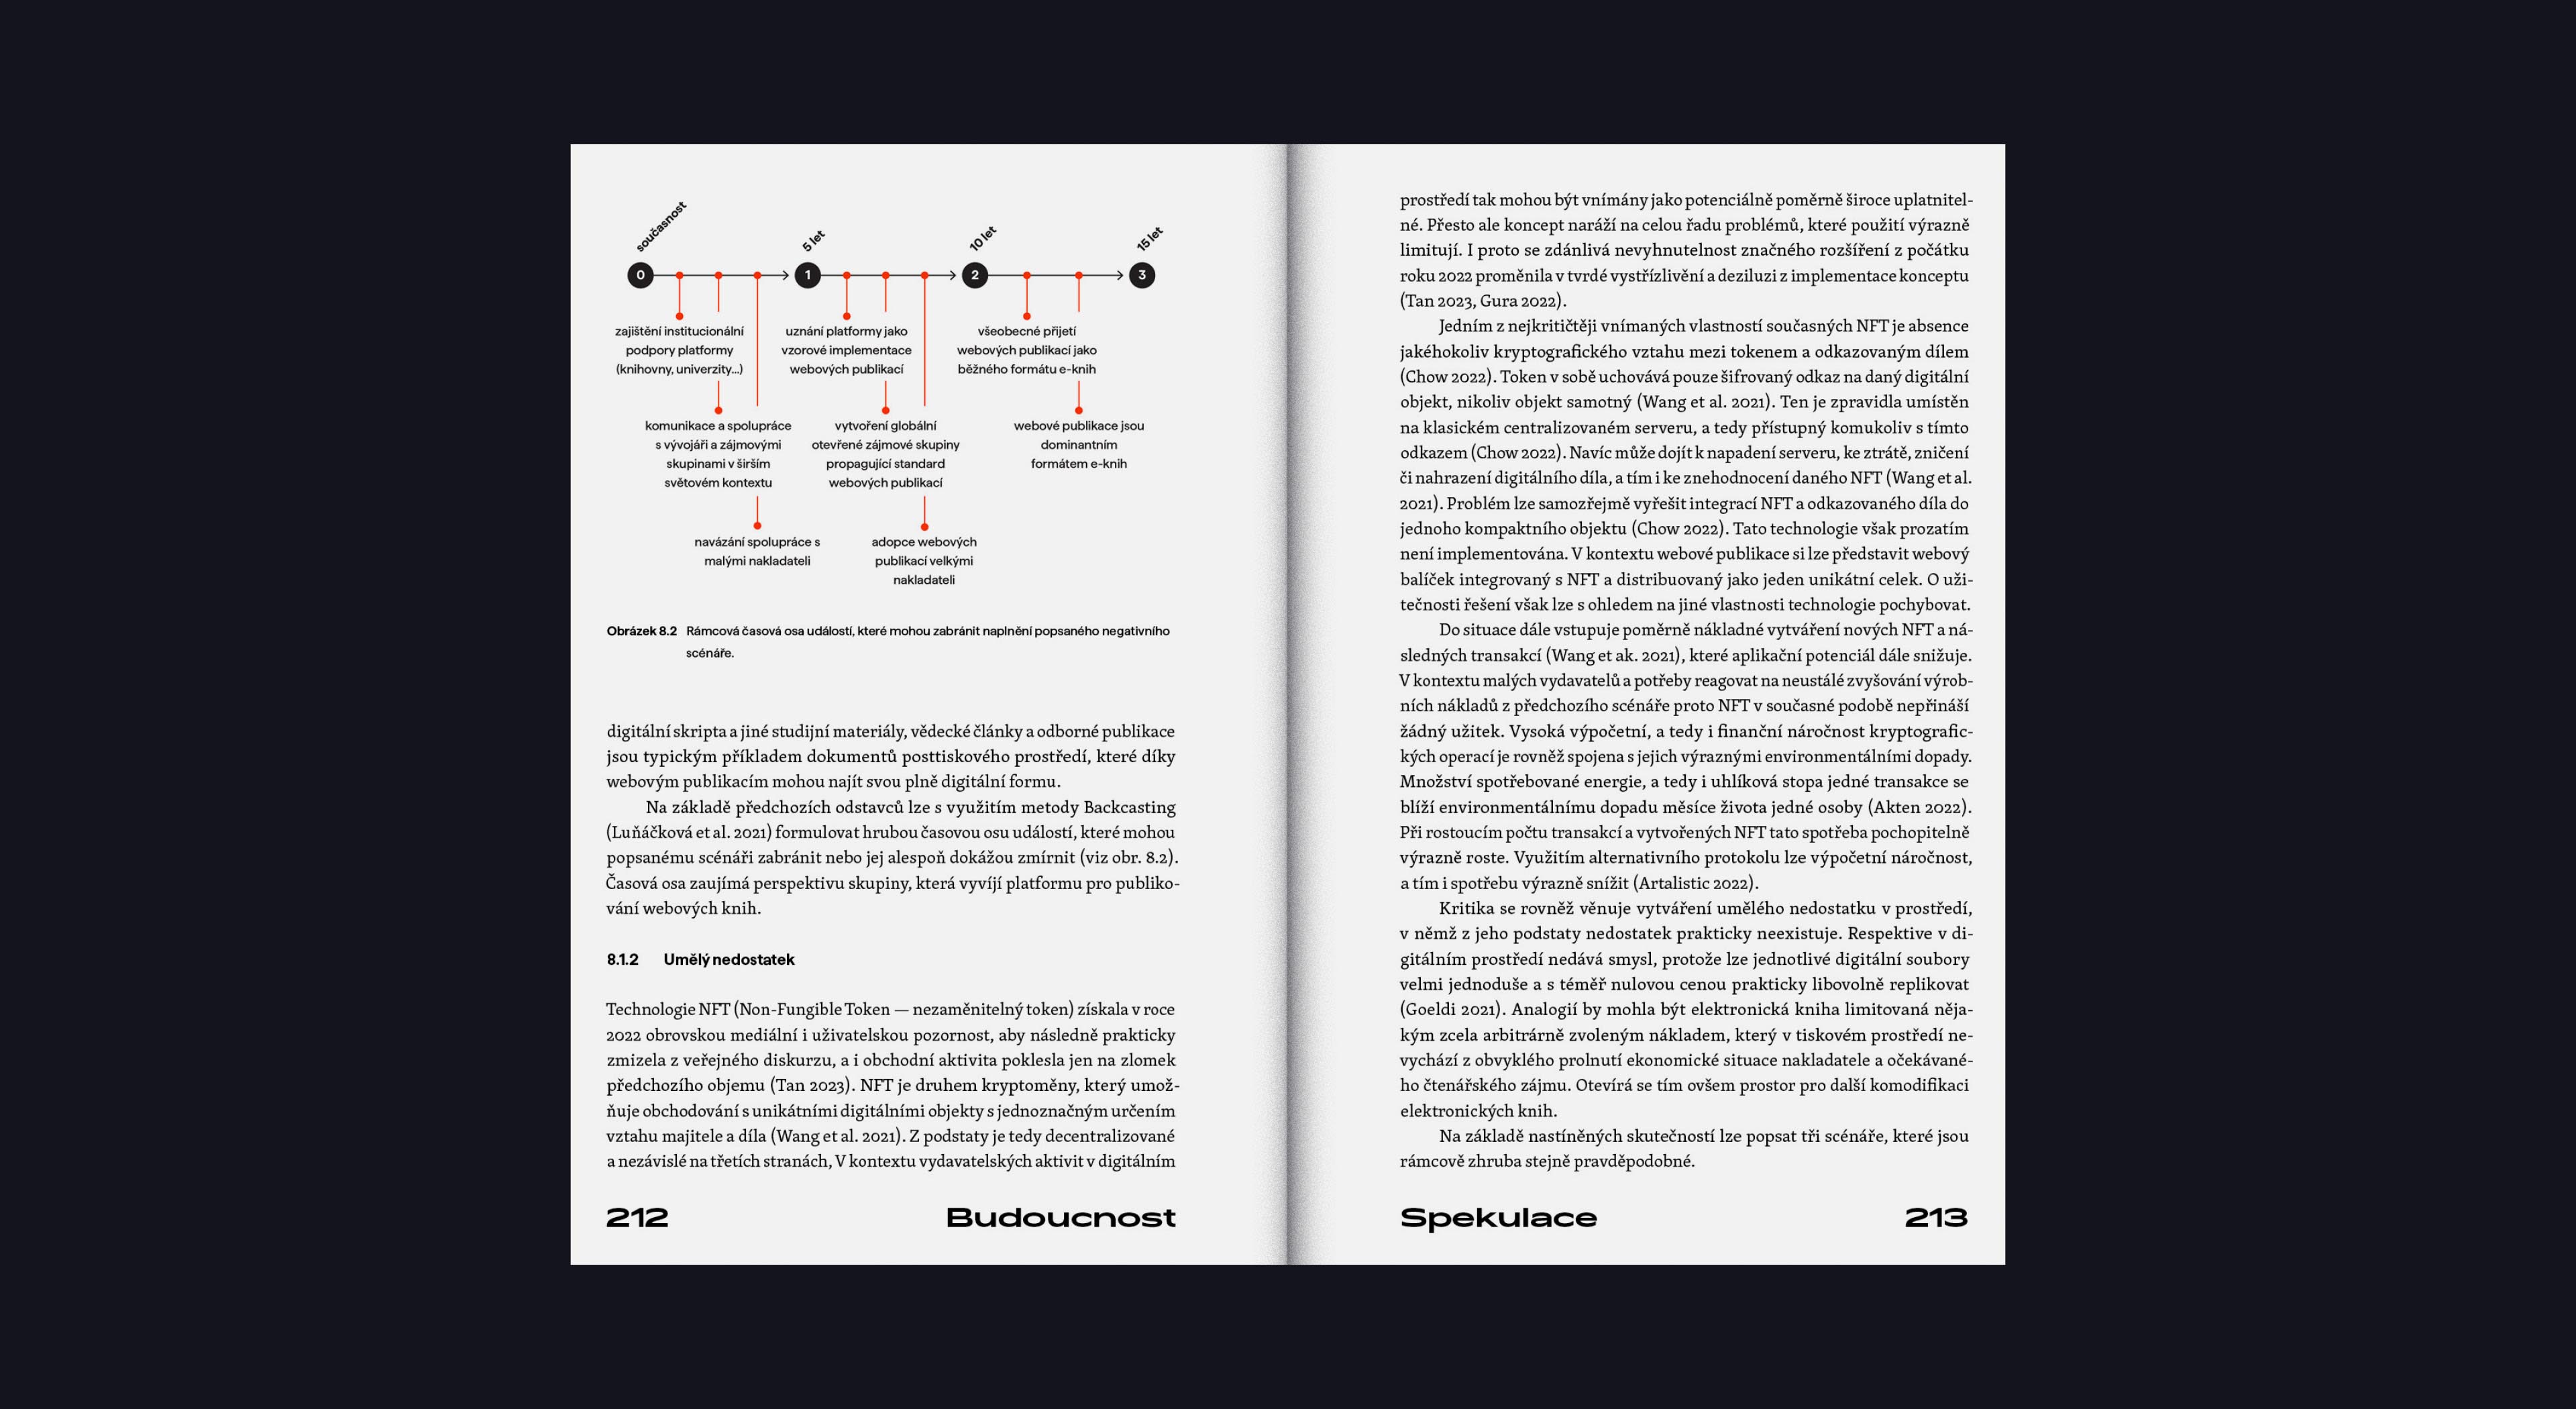 současnost
5 let
10 let
15 let
0
1
2
3
zajištění institucionální
podpory platformy
(knihovny, univerzity...)
uznání platformy jako
vzorové implementace
webových publikací
všeobecné přijetí
webových publikací jako
běžného formátu e-knih
komunikace a spolupráce
s vývojáři a zájmovými
skupinami v širším
světovém kontextu
vytvoření globální
otevřené zájmové skupiny
propagující standard
webových publikací
webové publikace jsou
dominantním
formátem e-knih
navázání spolupráce s
malými nakladateli
adopce webových
publikací velkými
nakladateli
Obrázek 8.2 Rámcová časová osa událostí, které mohou zabránit naplnění popsaného negativního
scénáře.
digitální skripta a jiné studijní materiály, vědecké články a odborné publikace
jsou typickým příkladem dokumentů posttiskového prostředí, které díky
webovým publikacím mohou najít svou plně digitální formu.
Na základě předchozích odstavců lze s využitím metody Backcasting
(Luňáčková et al. 2021) formulovat hrubou časovou osu událostí, které mohou
popsanému scénáři zabránit nebo jej alespoň dokážou zmírnit (viz obr. 8.2).
Časová osa zaujímá perspektivu skupiny, která vyvíjí platformu pro publiko-
vání webových knih.
8.1.2 Umělý nedostatek
Technologie NFT (Non-Fungible Token — nezaměnitelný token) získala v roce
2022 obrovskou mediální i uživatelskou pozornost, aby následně prakticky
zmizela z veřejného diskurzu, a i obchodní aktivita poklesla jen na zlomek
předchozího objemu (Tan 2023). NFT je druhem kryptoměny, který umož-
ňuje obchodování s unikátními digitálními objekty s jednoznačným určením
vztahu majitele a díla (Wang et al. 2021). Z podstaty je tedy decentralizované
a nezávislé na třetích stranách, V kontextu vydavatelských aktivit v digitálním
212 Budoucnost
prostředí tak mohou být vnímány jako potenciálně poměrně široce uplatnitel-
né. Přesto ale koncept naráží na celou řadu problémů, které použití výrazně
limitují. I proto se zdánlivá nevyhnutelnost značného rozšíření z počátku
roku 2022 proměnila v tvrdé vystřízlivění a deziluzi z implementace konceptu
(Tan 2023, Gura 2022).
Jedním z nejkritičtěji vnímaných vlastností současných NFT je absence
jakéhokoliv kryptografického vztahu mezi tokenem a odkazovaným dílem
(Chow 2022). Token v sobě uchovává pouze šifrovaný odkaz na daný digitální
objekt, nikoliv objekt samotný (Wang et al. 2021). Ten je zpravidla umístěn
na klasickém centralizovaném serveru, a tedy přístupný komukoliv s tímto
odkazem (Chow 2022). Navíc může dojít k napadení serveru, ke ztrátě, zničení
či nahrazení digitálního díla, a tím i ke znehodnocení daného NFT (Wang et al.
2021). Problém lze samozřejmě vyřešit integrací NFT a odkazovaného díla do
jednoho kompaktního objektu (Chow 2022). Tato technologie však prozatím
není implementována. V kontextu webové publikace si lze představit webový
balíček integrovaný s NFT a distribuovaný jako jeden unikátní celek. O uži-
tečnosti řešení však lze s ohledem na jiné vlastnosti technologie pochybovat.
Do situace dále vstupuje poměrně nákladné vytváření nových NFT a ná-
sledných transakcí (Wang et ak. 2021), které aplikační potenciál dále snižuje.
V kontextu malých vydavatelů a potřeby reagovat na neustálé zvyšování výrob-
ních nákladů z předchozího scénáře proto NFT v současné podobě nepřináší
žádný užitek. Vysoká výpočetní, a tedy i finanční náročnost kryptografic-
kých operací je rovněž spojena s jejich výraznými environmentálními dopady.
Množství spotřebované energie, a tedy i uhlíková stopa jedné transakce se
blíží environmentálnímu dopadu měsíce života jedné osoby (Akten 2022).
Při rostoucím počtu transakcí a vytvořených NFT tato spotřeba pochopitelně
výrazně roste. Využitím alternativního protokolu lze výpočetní náročnost,
a tím i spotřebu výrazně snížit (Artalistic 2022).
Kritika se rovněž věnuje vytváření umělého nedostatku v prostředí,
v němž z jeho podstaty nedostatek prakticky neexistuje. Respektive v di-
gitálním prostředí nedává smysl, protože lze jednotlivé digitální soubory
velmi jednoduše a s téměř nulovou cenou prakticky libovolně replikovat
(Goeldi 2021). Analogií by mohla být elektronická kniha limitovaná něja-
kým zcela arbitrárně zvoleným nákladem, který v tiskovém prostředí ne-
vychází z obvyklého prolnutí ekonomické situace nakladatele a očekávané-
ho čtenářského zájmu. Otevírá se tím ovšem prostor pro další komodifikaci
elektronických knih.
Na základě nastíněných skutečností lze popsat tři scénáře, které jsou
rámcově zhruba stejně pravděpodobné.
Spekulace 213